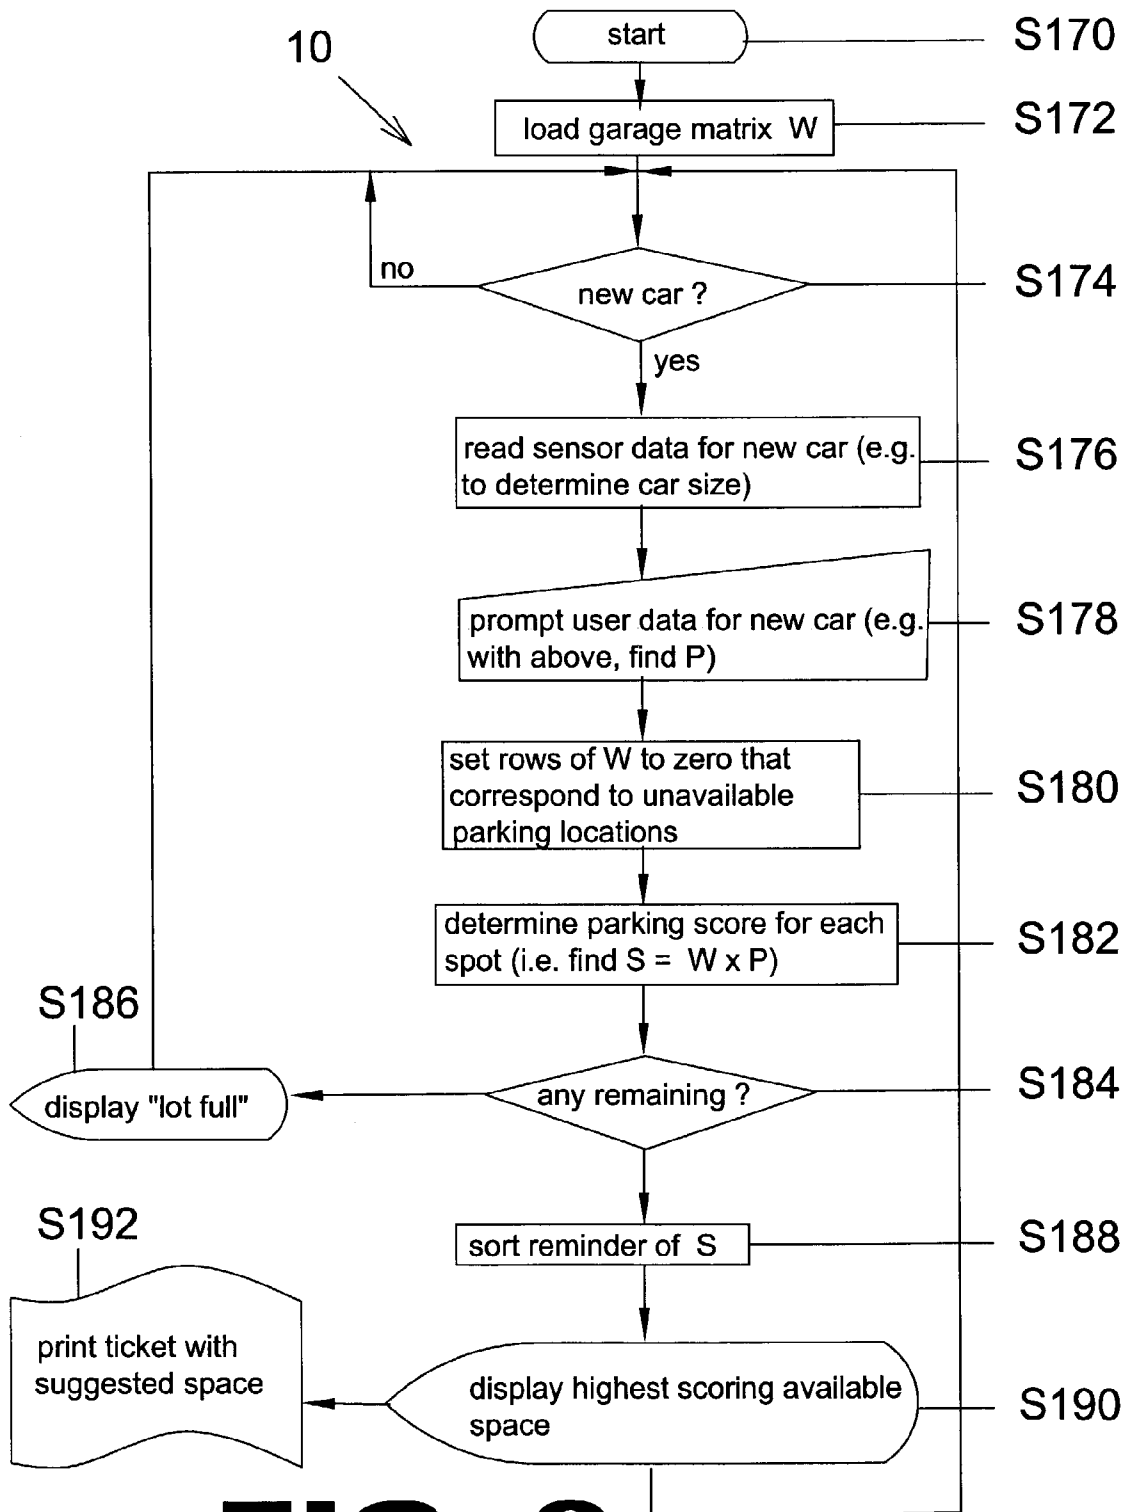 start
S170
10
load garage matrix W
S172
no
new car ?
S174
yes
read sensor data for new car (e.g.
to determine car size)
S176
prompt user data for new car (e.g.
with above, find P)
S178
set rows of W to zero that
correspond to unavailable
parking locations
S180
determine parking score for each
spot (i.e. find S = W x P)
S182
S186
display "lot full"
any remaining ?
S184
S192
sort reminder of S
S188
print ticket with
suggested space
display highest scoring available
space
S190